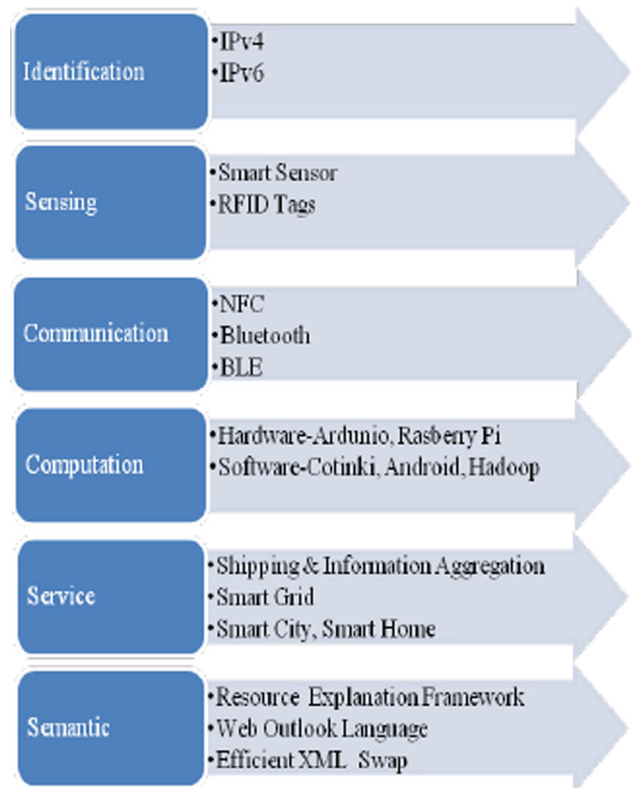 Identification
•IPv4
•IPv6
Sensing
•Smart Sensor
•RFID Tags
Communication
•NFC
•Bluetooth
•BLE
Computation
•Hardware-Ardunio, Rasberry Pi
•Software-Cotinki, Android, Hadoop
Service
•Shipping & Information Aggregation
•Smart Grid
•Smart City, Smart Home
Semantic
•Resource Explanation Framework
•Web Outlook Language
•Efficient XML Swap